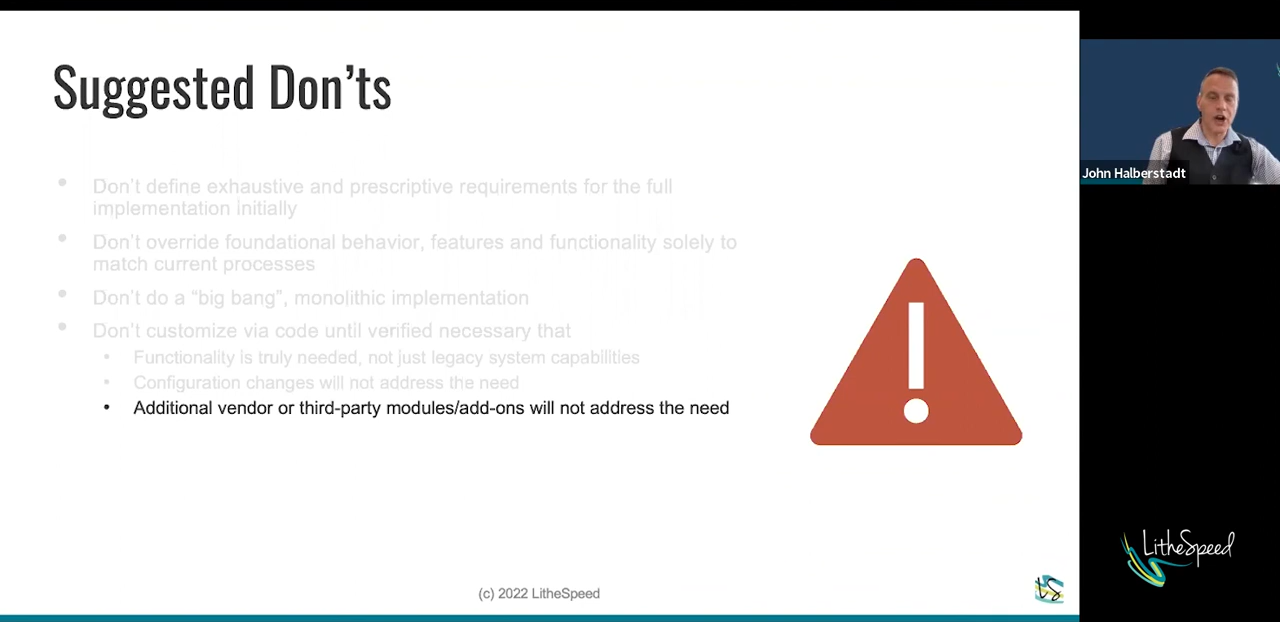 Suggested Don'ts
• Don't define exhaustive and prescriptive requirements for the full
implementation initially
• Don't override foundational behavior, features and functionality solely to
match current processes
• Don't do a “big bang”, monolithic implementation
• Don't customize via code until verified necessary that
• Functionality is truly needed, not just legacy system capabilities
• Configuration changes will not address the need
• Additional vendor or third-party modules/add-ons will not address the need
(c) 2022 LitheSpeed
LS
John Halberstadt
LitheSpeed